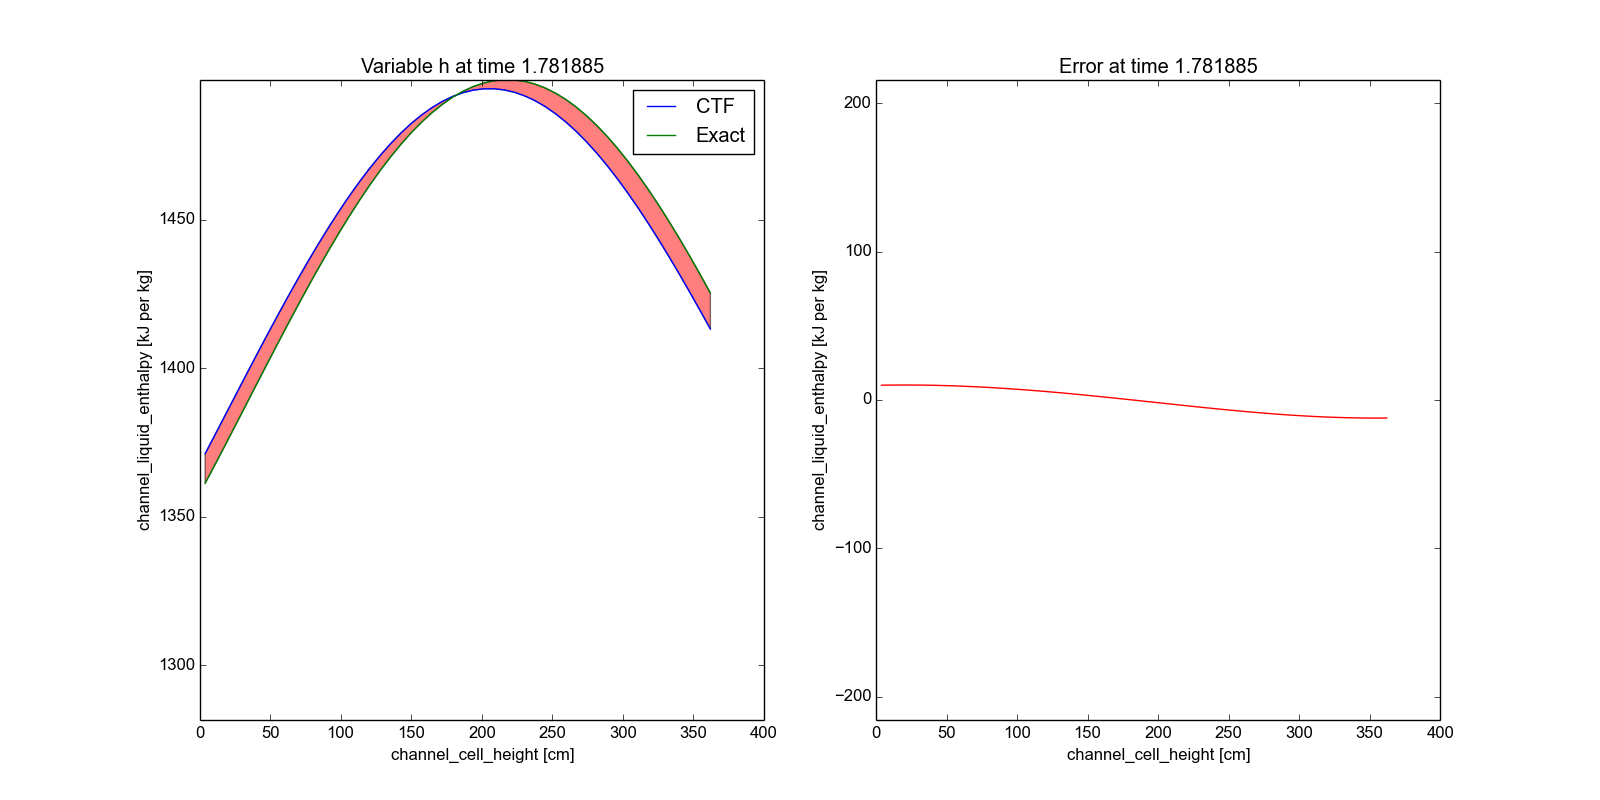 Variable h at time 1.781885
CTF
Exact
1450
1400
1350
1300
channel_liquid_enthalpy [kJ per kg]
0 50 100 150 200 250 300 350 400
channel_cell_height [cm]
Error at time 1.781885
200
100
0
−100
−200
channel_liquid_enthalpy [kJ per kg]
0 50 100 150 200 250 300 350 400
channel_cell_height [cm]